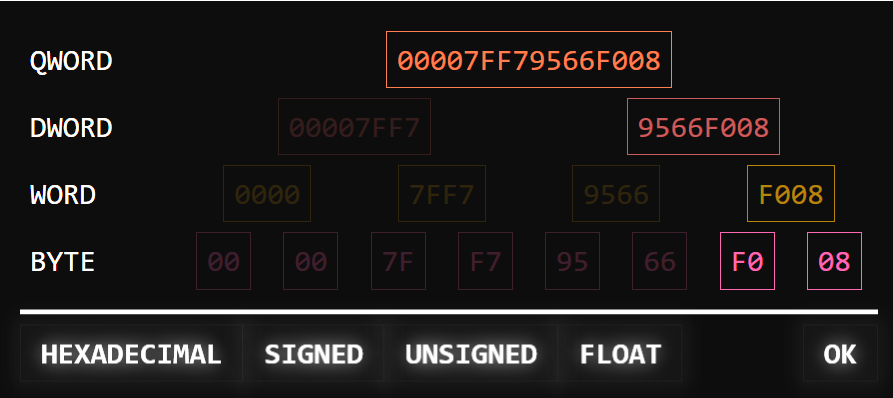 QWORD 00007FF79566F008
DWORD 00007FF7 9566F008
WORD 0000 7FF7 9566 F008
BYTE 00 00 7F F7 95 66 F0 08
HEXADECIMAL SIGNED UNSIGNED FLOAT OK